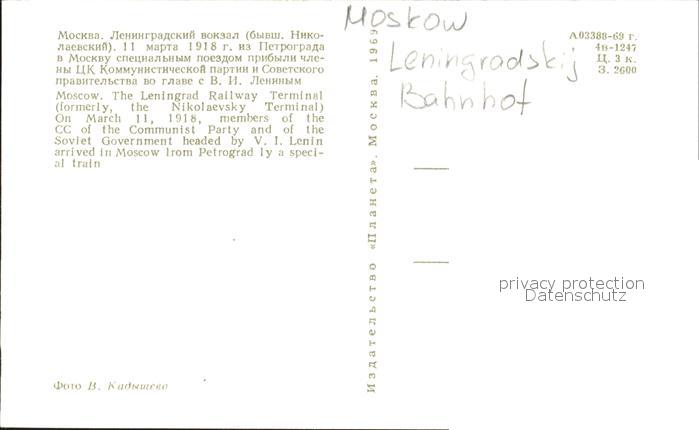 Москва. Ленинградский вокзал (бывш. Нико-
лаевский). 11 марта 1918 г. из Петрограда
в Москву специальным поездом прибыли чле-
ны ЦК Коммунистической партии и Советского
правительства во главе с В. И. Лениным
Moscow. The Leningrad Railway Terminal
(formerly, the Nikolaevsky Terminal)
On March 11, 1918, members of the
CC of the Communist Party and of the
Soviet Government headed by V. I. Lenin
arrived in Moscow from Petrograd ly a speci-
al train
Фото В. Кадышева
Издательство «Планета». Москва. 1969
Moskow
Leningradskij
Bahnhof
А03388-69 г.
4в-1247
Ц. 3 к.
З. 2600
privacy protection
Datenschutz